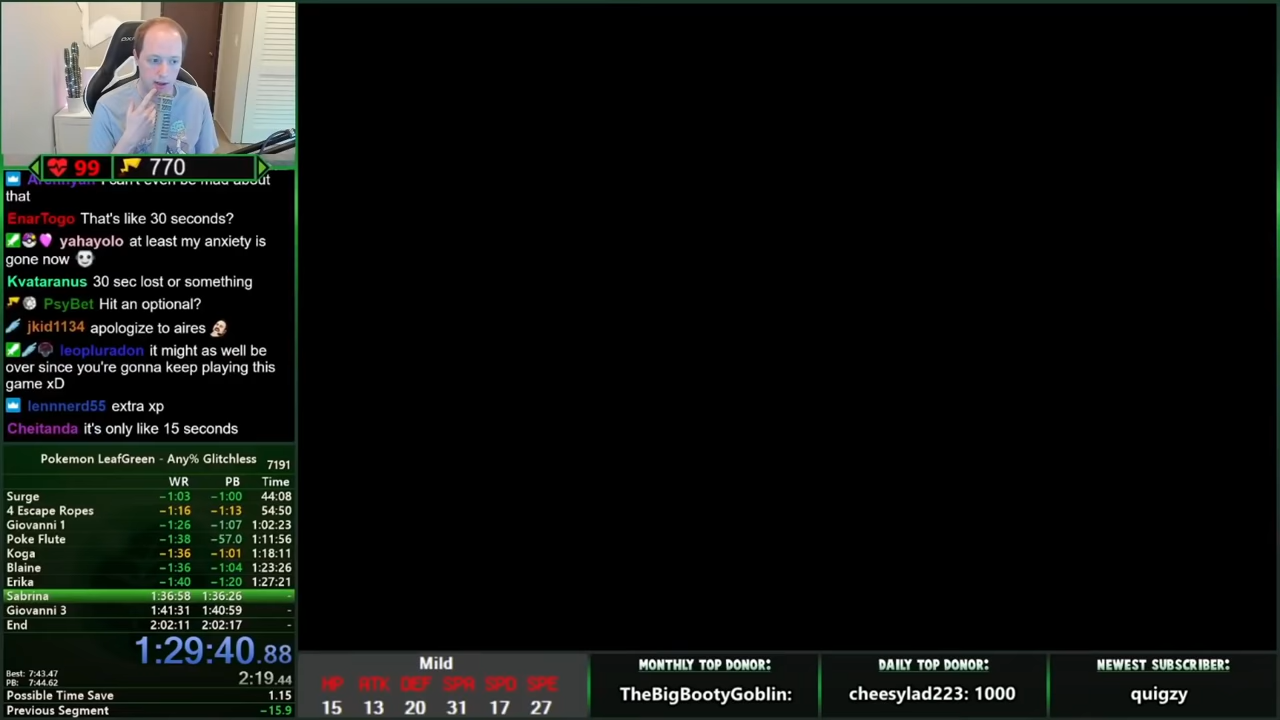 99 770
Arennyan I can't even be mad about
that
EnarTogo That's like 30 seconds?
yahayolo at least my anxiety is
gone now
Kvataranus 30 sec lost or something
PsyBet Hit an optional?
jkid1134 apologize to aires
leopluradon it might as well be
over since you're gonna keep playing this
game xD
lennnerd55 extra xp
Cheitanda it's only like 15 seconds
Pokemon LeafGreen - Any% Glitchless 7191
WR PB Time
Surge −1:03 −1:00 44:08
4 Escape Ropes −1:16 −1:13 54:50
Giovanni 1 −1:26 −1:07 1:02:23
Poke Flute −1:38 −57.0 1:11:56
Koga −1:36 −1:01 1:18:11
Blaine −1:36 −1:04 1:23:26
Erika −1:40 −1:20 1:27:21
Sabrina 1:36:58 1:36:26 -
Giovanni 3 1:41:31 1:40:59 -
End 2:02:11 2:02:17 -
1:29:40.88
Best: 7:43.47
PB: 7:44.62
2:19.44
Possible Time Save 1.15
Previous Segment −15.9
Mild
HP ATK DEF SPA SPD SPE
15 13 20 31 17 27
MONTHLY TOP DONOR:
TheBigBootyGoblin:
DAILY TOP DONOR:
cheesylad223: 1000
NEWEST SUBSCRIBER:
quigzy